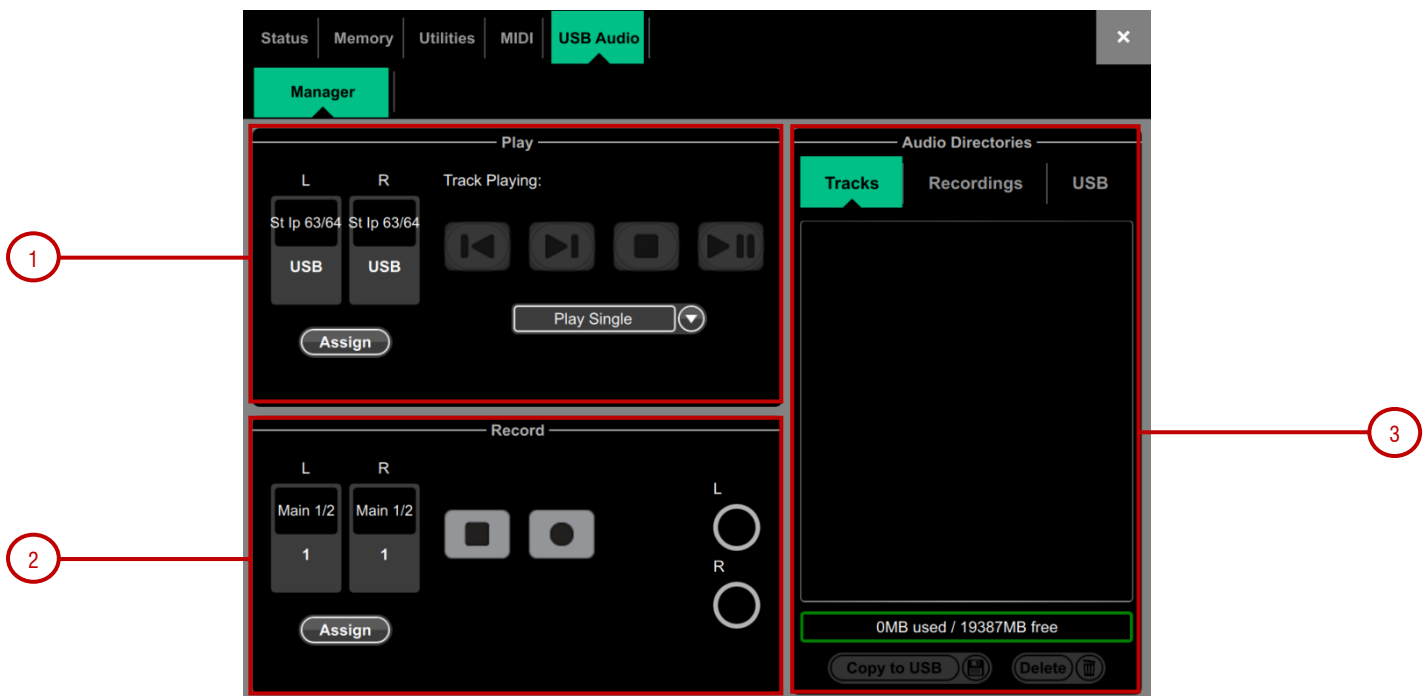 Status Memory Utilities MIDI USB Audio ×
Manager
Play
L R Track Playing:
St Ip 63/64 St Ip 63/64
USB USB
Play Single
Assign
1
Record
L R
L
Main 1/2 Main 1/2
1 1
R
Assign
2
Audio Directories
Tracks Recordings USB
0MB used / 19387MB free
Copy to USB Delete
3